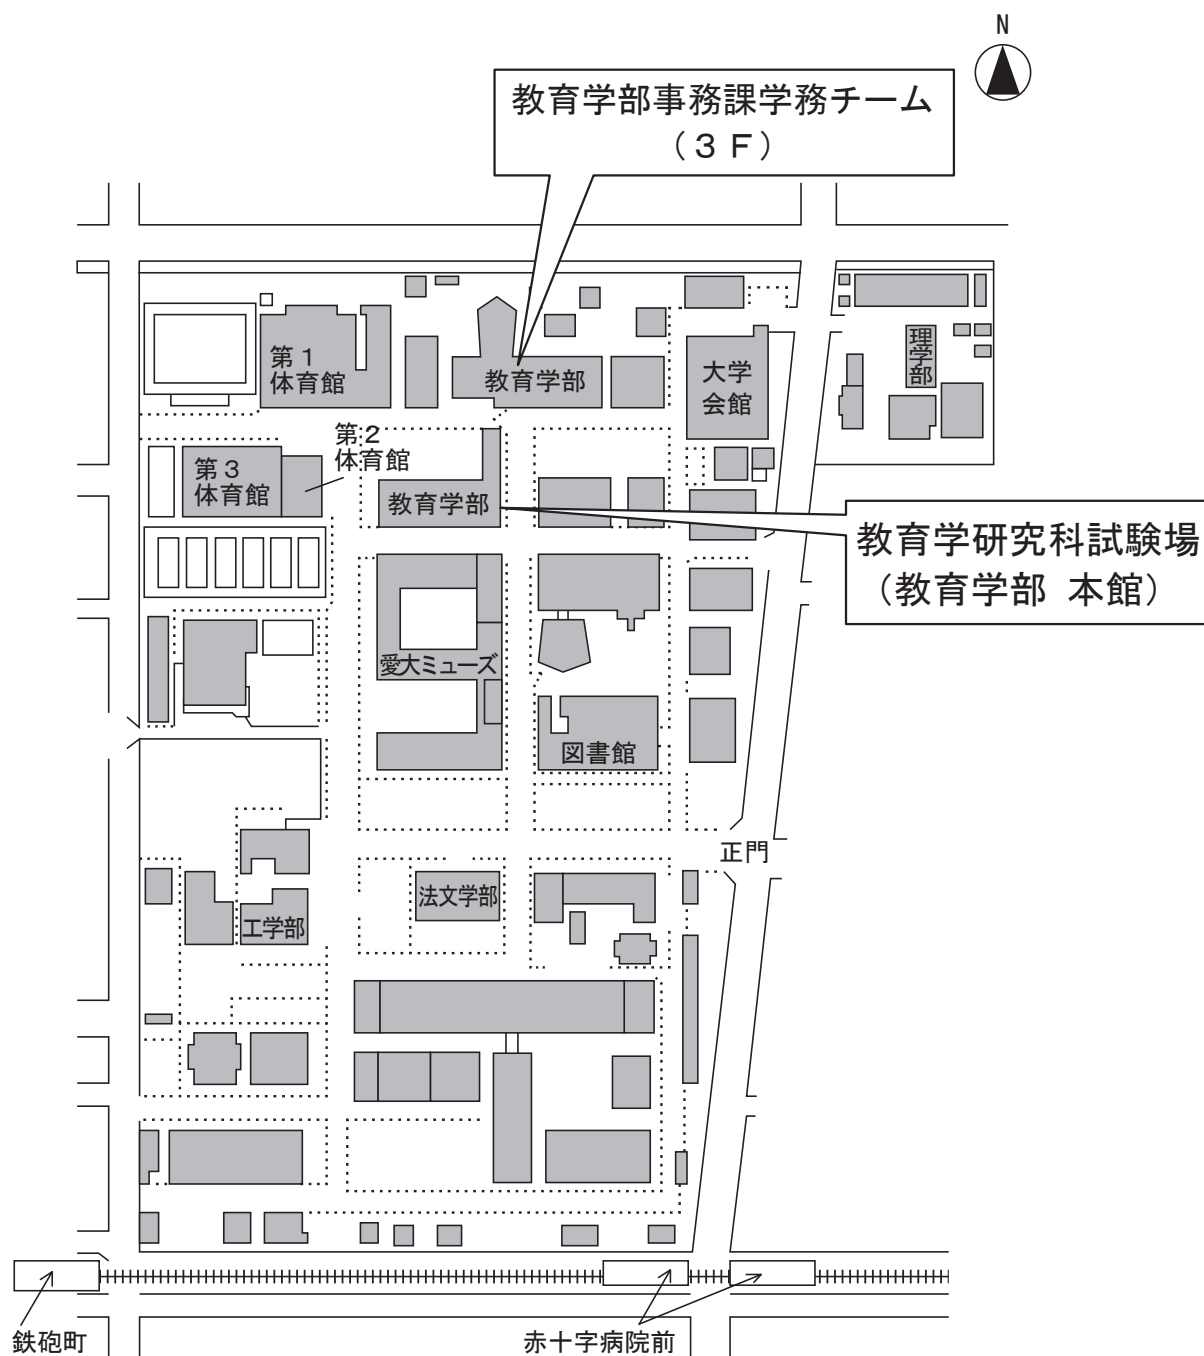 N
教育学部事務課学務チーム
（３Ｆ）
第１
体育館
教育学部
大学
会館
理学部
第２
体育館
第３
体育館
教育学部
教育学研究科試験場
（教育学部 本館）
愛大ミューズ
図書館
正門
法文学部
工学部
鉄砲町
赤十字病院前